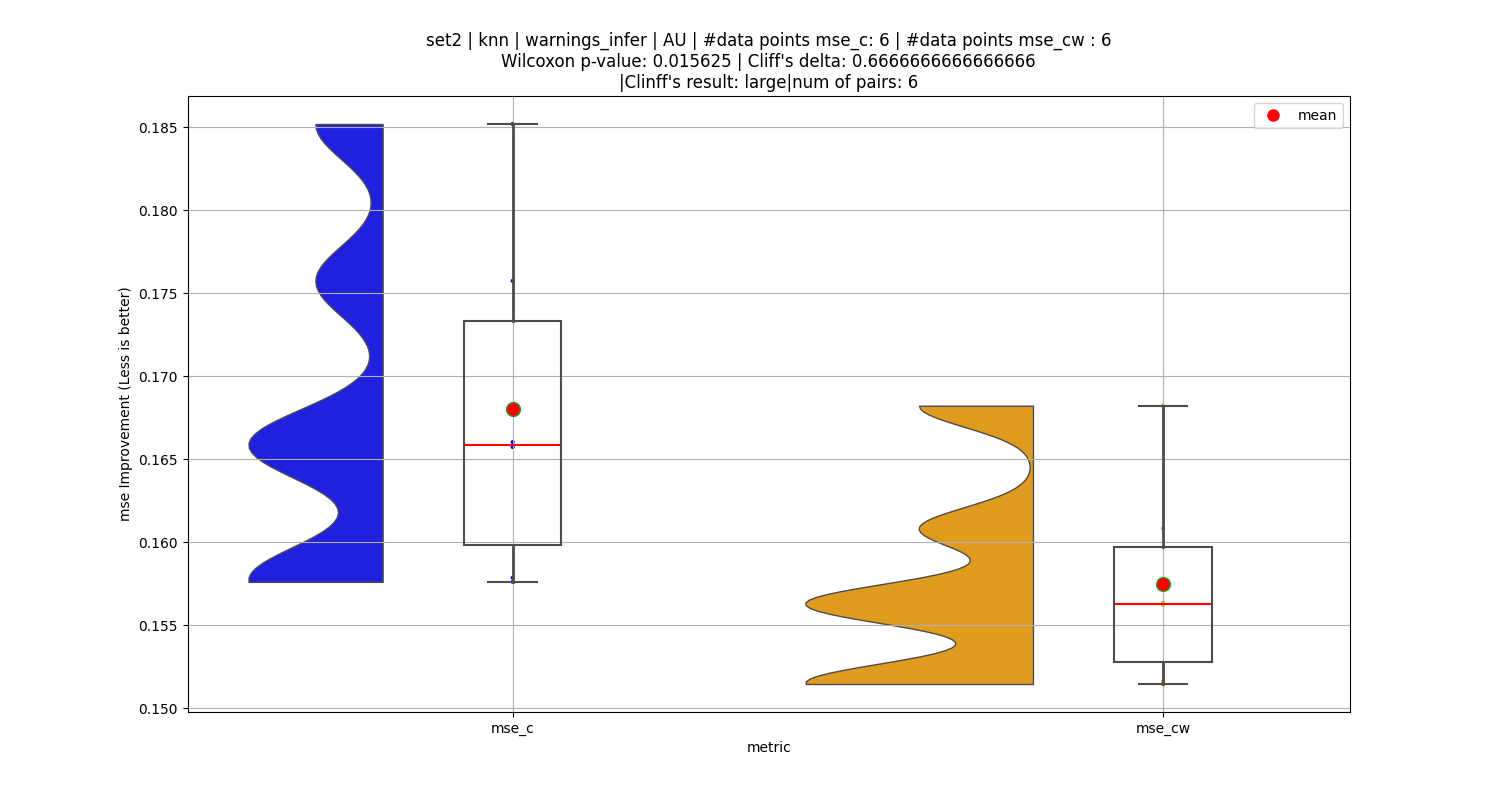 set2 | knn | warnings_infer | AU | #data points mse_c: 6 | #data points mse_cw : 6
Wilcoxon p-value: 0.015625 | Cliff's delta: 0.6666666666666666
|Clinff's result: large|num of pairs: 6
mean
0.185
0.180
0.175
0.170
0.165
0.160
0.155
0.150
mse Improvement (Less is better)
mse_c
mse_cw
metric